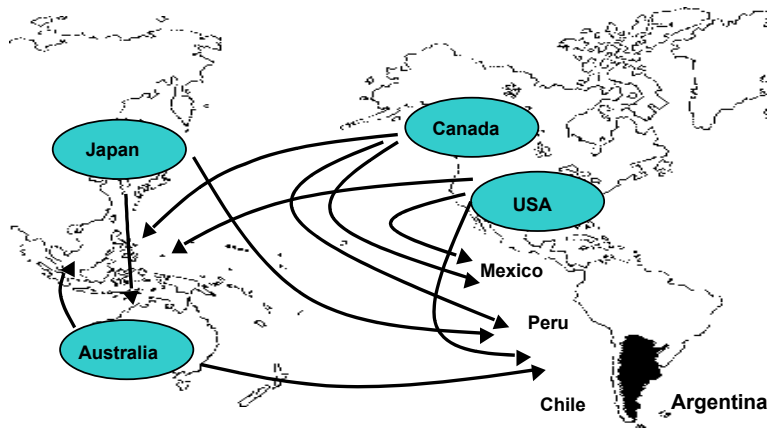 Canada
Japan
USA
Mexico
Peru
Australia
Chile
Argentina